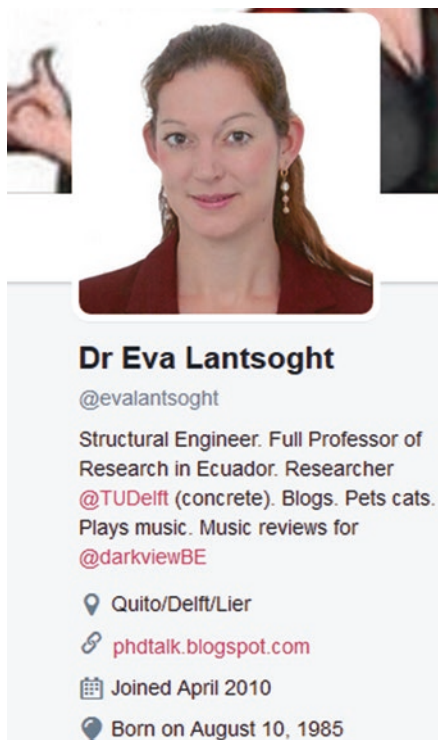 Dr Eva Lantsoght
@evalantsoght
Structural Engineer. Full Professor of
Research in Ecuador. Researcher
@TUDelft (concrete). Blogs. Pets cats.
Plays music. Music reviews for
@darkviewBE
Quito/Delft/Lier
phdtalk.blogspot.com
Joined April 2010
Born on August 10, 1985